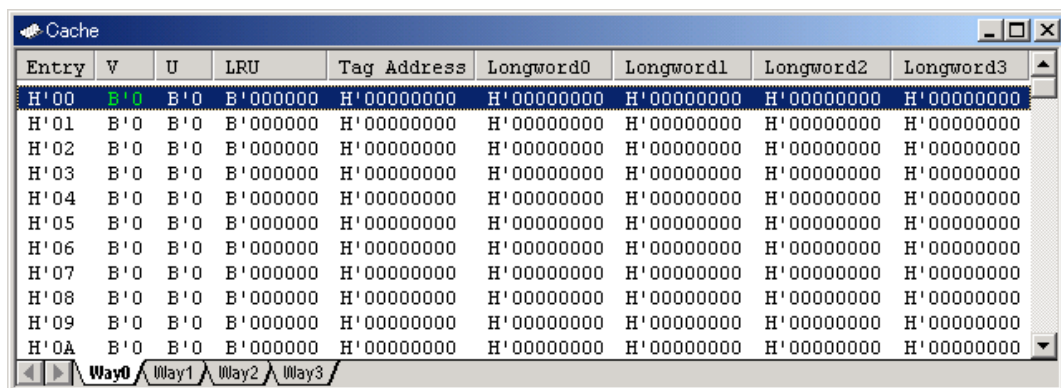 Cache
Entry V U LRU Tag Address Longword0 Longword1 Longword2 Longword3
H'00 B'0 B'0 B'000000 H'00000000 H'00000000 H'00000000 H'00000000 H'00000000
H'01 B'0 B'0 B'000000 H'00000000 H'00000000 H'00000000 H'00000000 H'00000000
H'02 B'0 B'0 B'000000 H'00000000 H'00000000 H'00000000 H'00000000 H'00000000
H'03 B'0 B'0 B'000000 H'00000000 H'00000000 H'00000000 H'00000000 H'00000000
H'04 B'0 B'0 B'000000 H'00000000 H'00000000 H'00000000 H'00000000 H'00000000
H'05 B'0 B'0 B'000000 H'00000000 H'00000000 H'00000000 H'00000000 H'00000000
H'06 B'0 B'0 B'000000 H'00000000 H'00000000 H'00000000 H'00000000 H'00000000
H'07 B'0 B'0 B'000000 H'00000000 H'00000000 H'00000000 H'00000000 H'00000000
H'08 B'0 B'0 B'000000 H'00000000 H'00000000 H'00000000 H'00000000 H'00000000
H'09 B'0 B'0 B'000000 H'00000000 H'00000000 H'00000000 H'00000000 H'00000000
H'0A B'0 B'0 B'000000 H'00000000 H'00000000 H'00000000 H'00000000 H'00000000
Way0 Way1 Way2 Way3